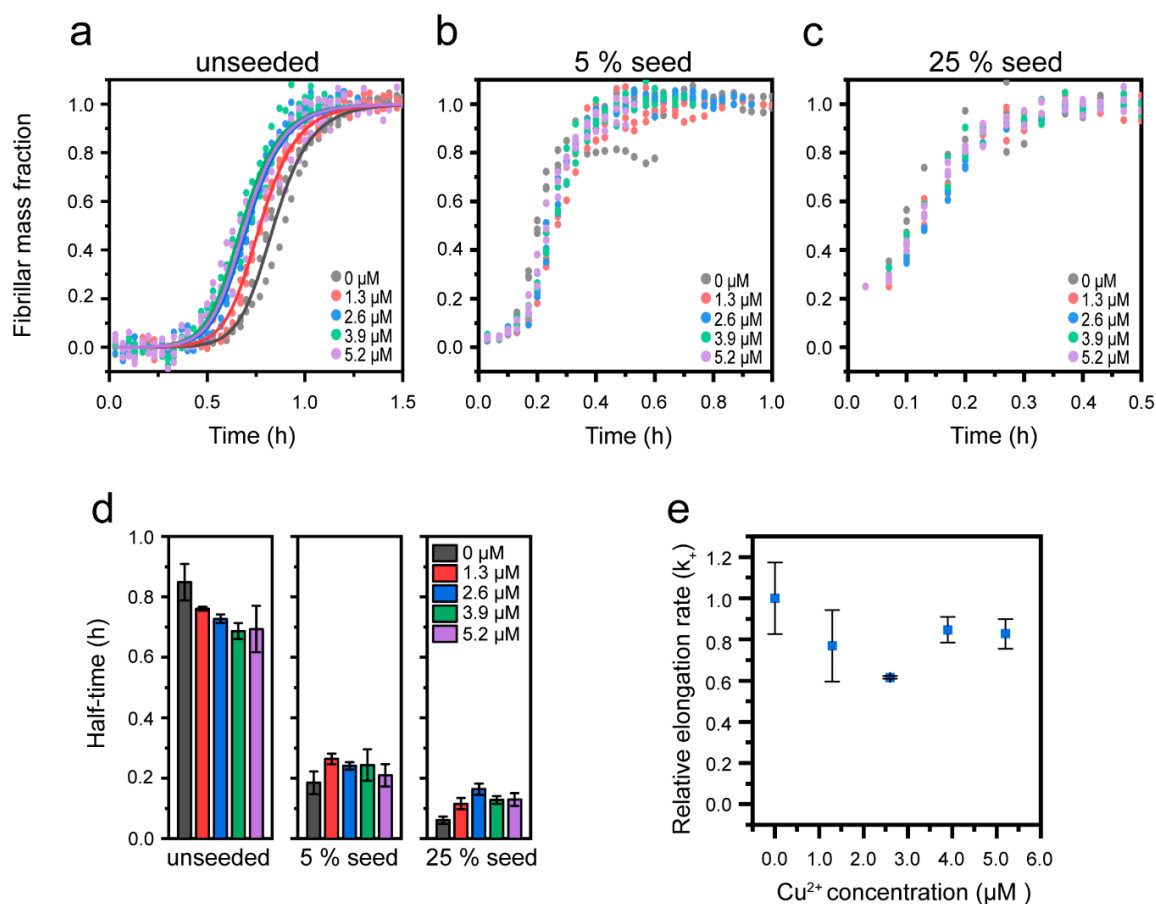 a
unseeded
Fibrillar mass fraction
1.0
0.8
0.6
0.4
0.2
0.0
0 µM
1.3 µM
2.6 µM
3.9 µM
5.2 µM
0.0 0.5 1.0 1.5
Time (h)
b
5 % seed
1.0
0.8
0.6
0.4
0.2
0.0
0 µM
1.3 µM
2.6 µM
3.9 µM
5.2 µM
0.0 0.2 0.4 0.6 0.8 1.0
Time (h)
c
25 % seed
1.0
0.8
0.6
0.4
0.2
0.0
0 µM
1.3 µM
2.6 µM
3.9 µM
5.2 µM
0.0 0.1 0.2 0.3 0.4 0.5
Time (h)
d
Half-time (h)
1.0
0.8
0.6
0.4
0.2
0.0
0 µM
1.3 µM
2.6 µM
3.9 µM
5.2 µM
unseeded 5 % seed 25 % seed
e
Relative elongation rate (k₊)
1.2
1.0
0.8
0.6
0.4
0.2
0.0
0.0 1.0 2.0 3.0 4.0 5.0 6.0
Cu²⁺ concentration (µM )